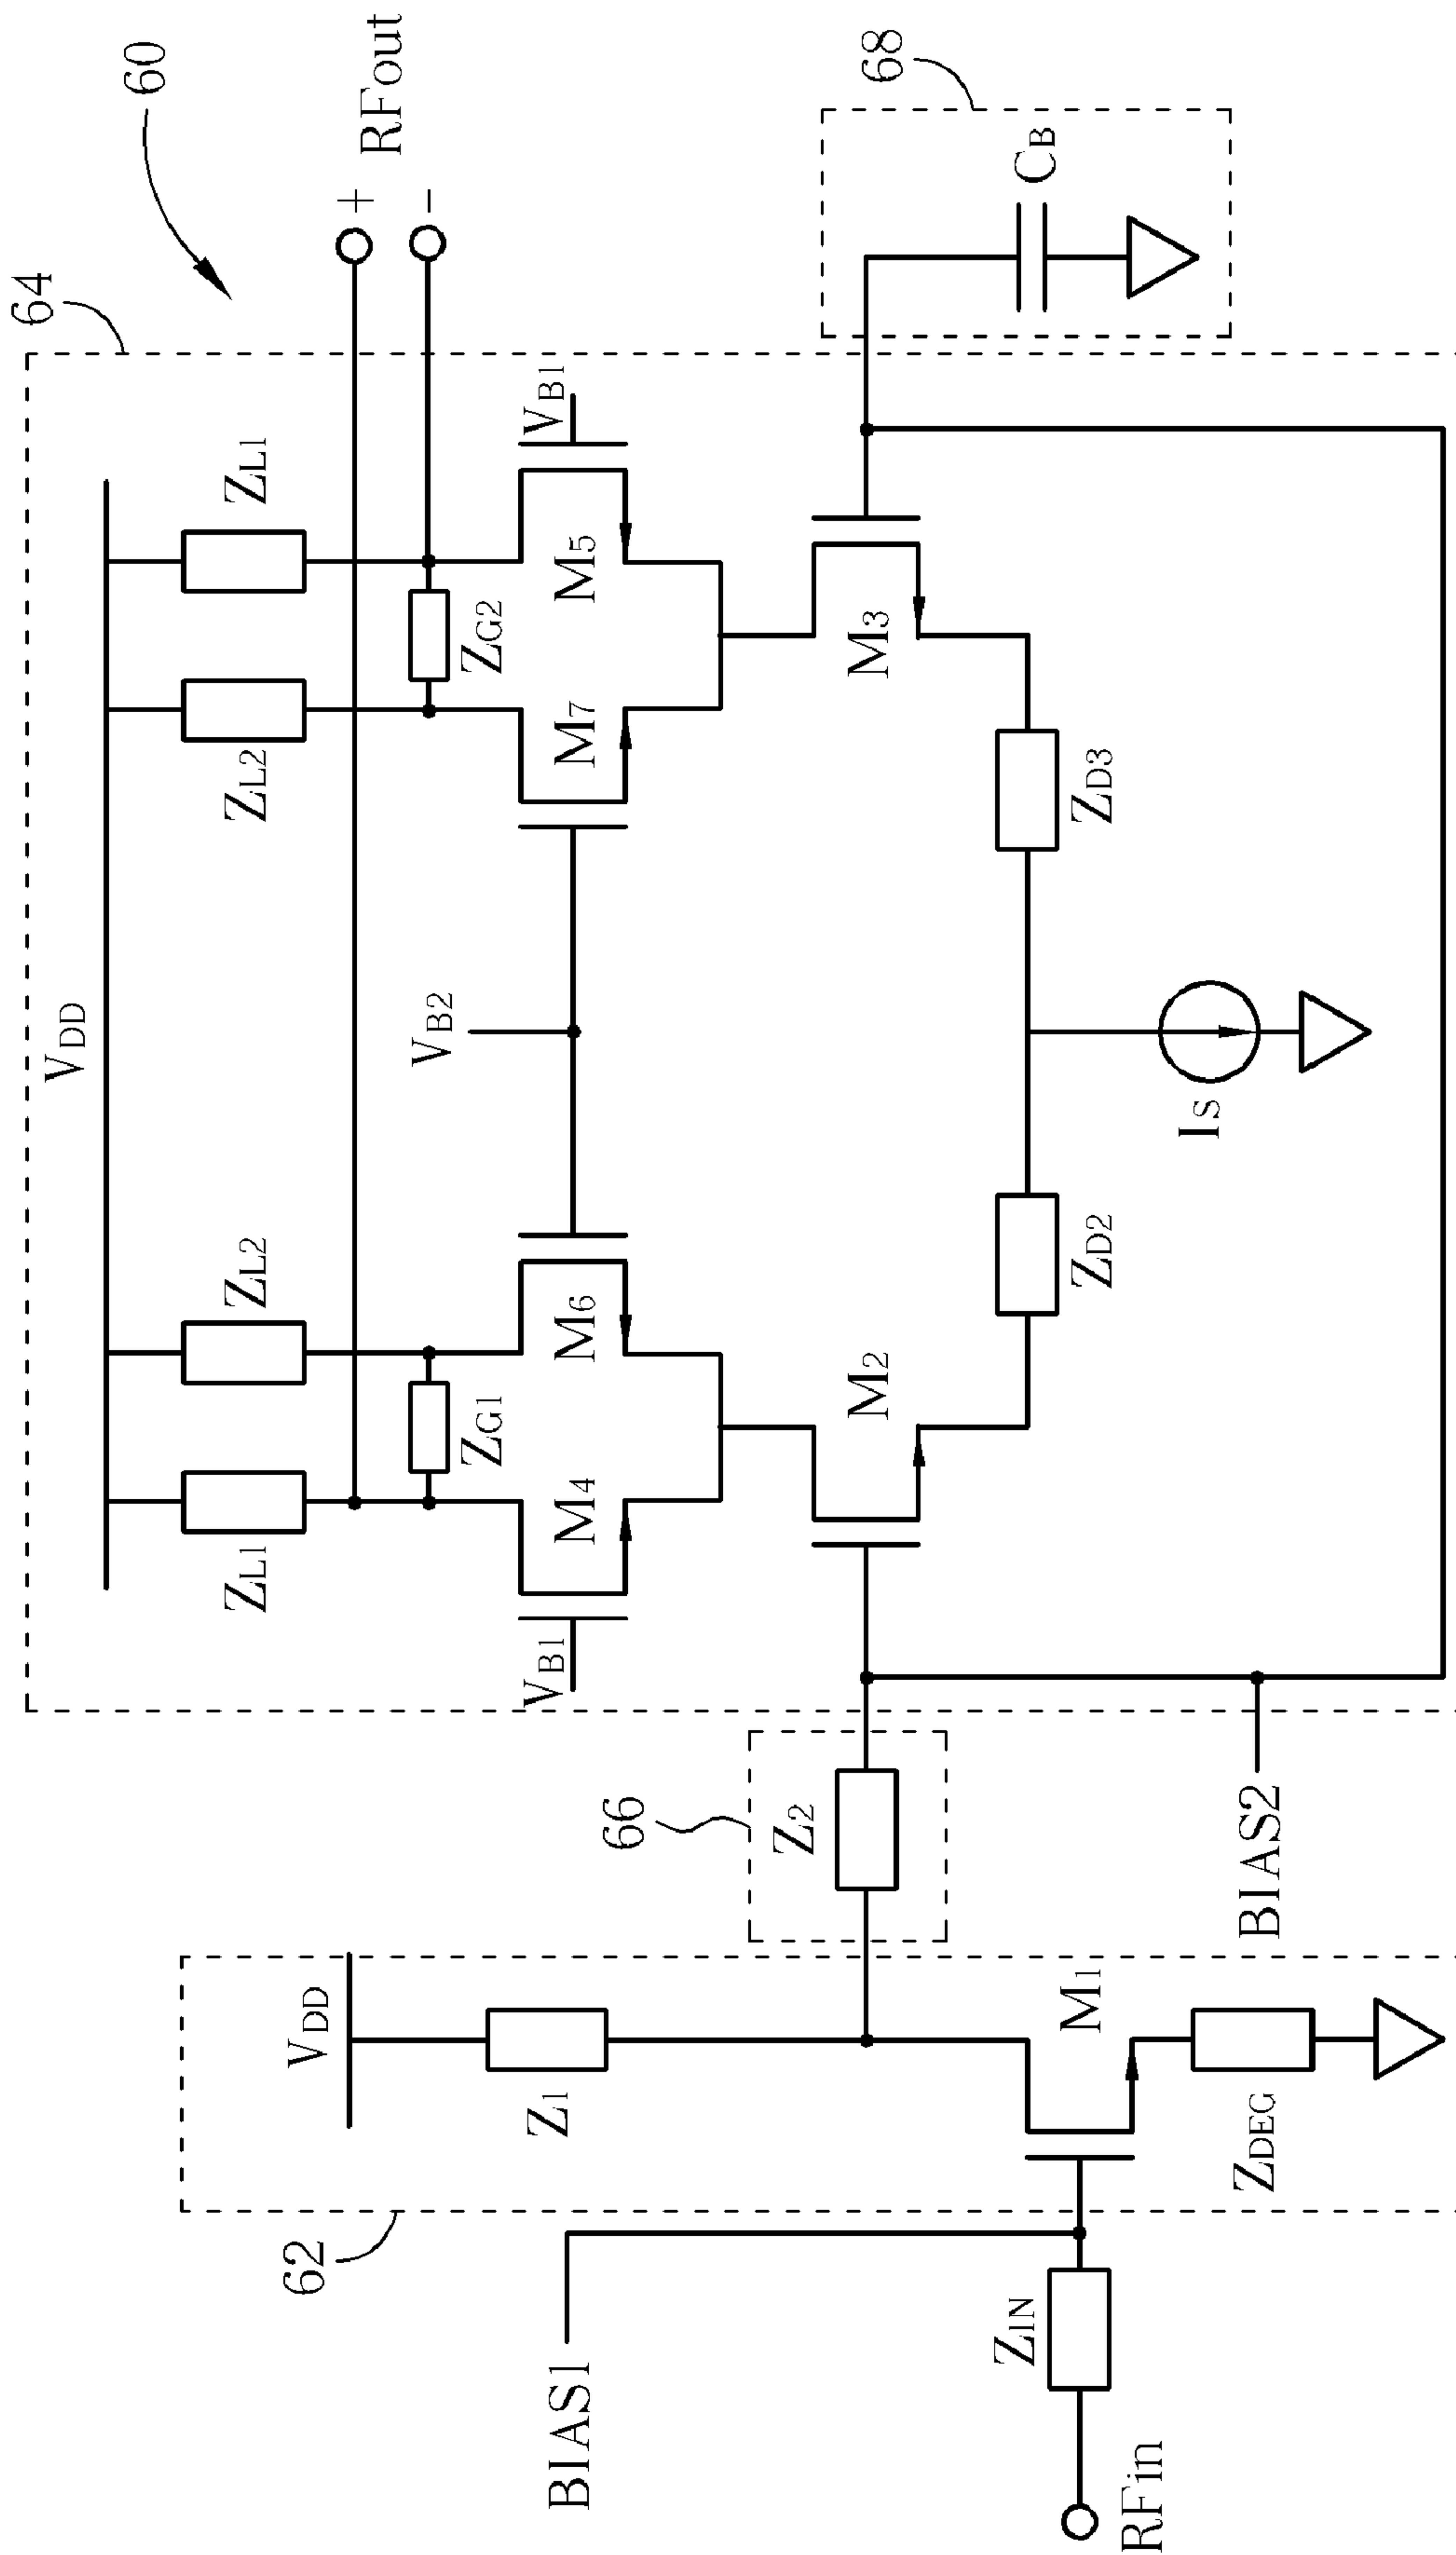 60
64
RFout
+
-
VDD
ZL1
ZL2
ZL2
ZL1
ZG1
ZG2
VB1
M4
M6
VB2
M7
M5
VB1
62
VDD
Z1
66
Z2
M2
M3
68
CB
BIAS1
M1
ZD2
ZD3
ZIN
RFin
ZDEG
IS
BIAS2